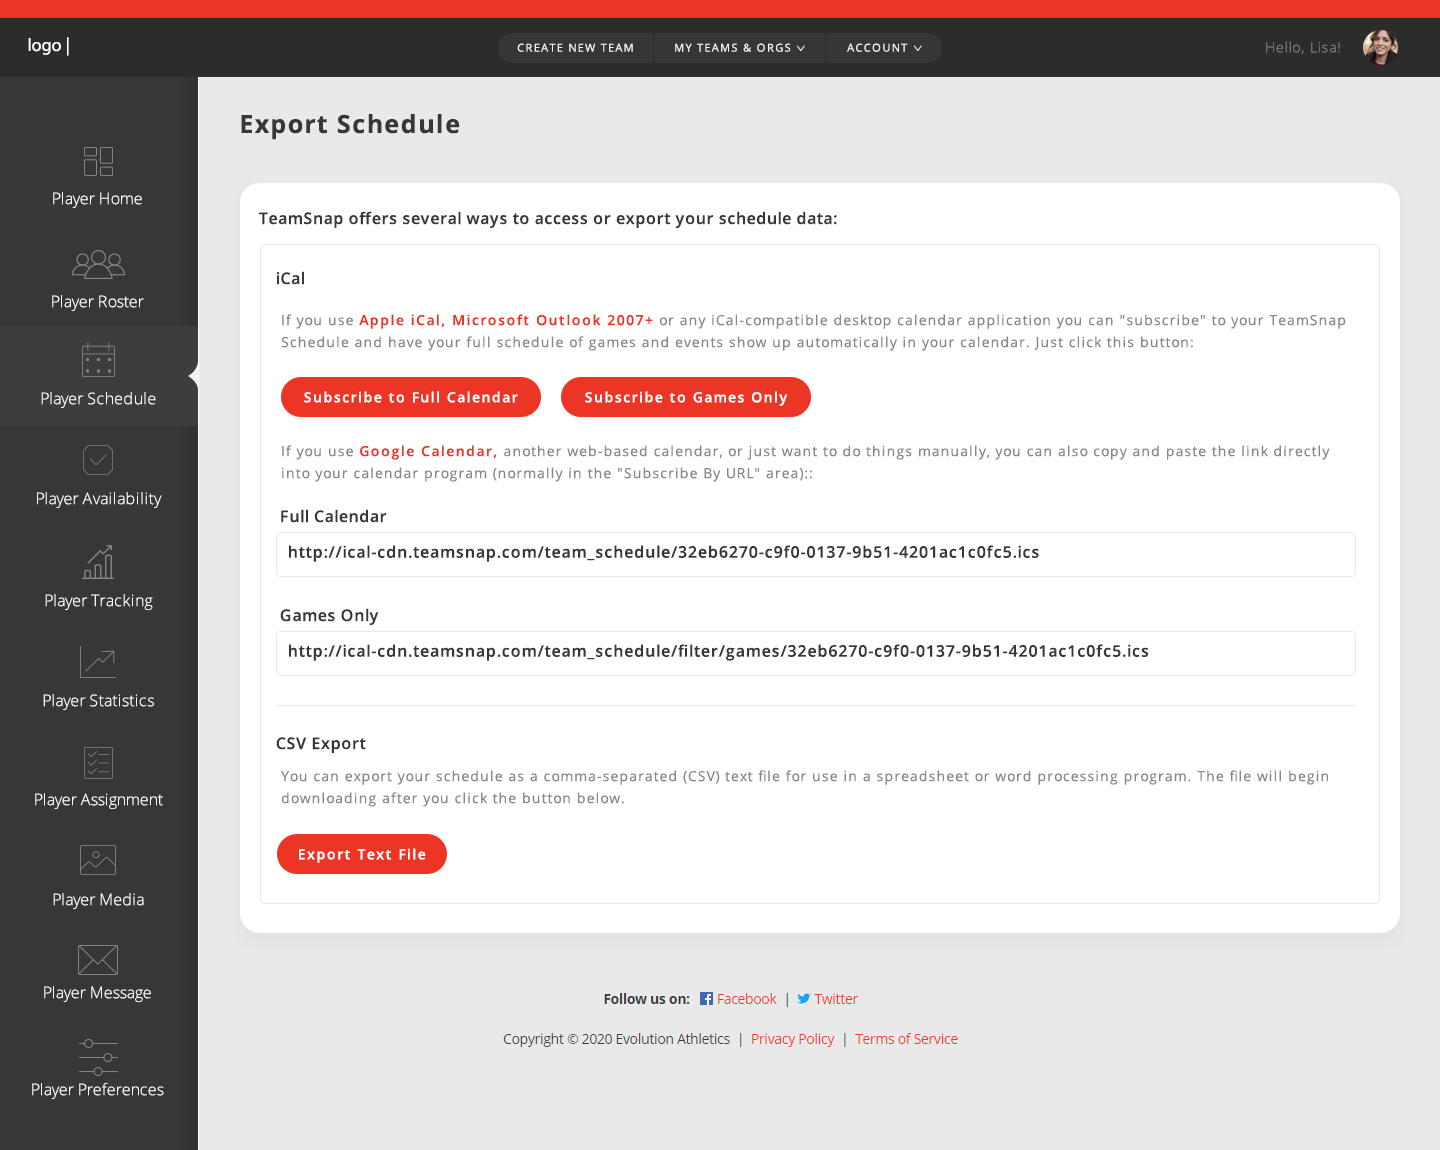 logo |
CREATE NEW TEAM
MY TEAMS & ORGS
ACCOUNT
Hello, Lisa!
Player Home
Player Roster
Player Schedule
Player Availability
Player Tracking
Player Statistics
Player Assignment
Player Media
Player Message
Player Preferences
Export Schedule
TeamSnap offers several ways to access or export your schedule data:
iCal
If you use Apple iCal, Microsoft Outlook 2007+ or any iCal-compatible desktop calendar application you can "subscribe" to your TeamSnap
Schedule and have your full schedule of games and events show up automatically in your calendar. Just click this button:
Subscribe to Full Calendar
Subscribe to Games Only
If you use Google Calendar, another web-based calendar, or just want to do things manually, you can also copy and paste the link directly
into your calendar program (normally in the "Subscribe By URL" area)::
Full Calendar
http://ical-cdn.teamsnap.com/team_schedule/32eb6270-c9f0-0137-9b51-4201ac1c0fc5.ics
Games Only
http://ical-cdn.teamsnap.com/team_schedule/filter/games/32eb6270-c9f0-0137-9b51-4201ac1c0fc5.ics
CSV Export
You can export your schedule as a comma-separated (CSV) text file for use in a spreadsheet or word processing program. The file will begin
downloading after you click the button below.
Export Text File
Follow us on: Facebook | Twitter
Copyright © 2020 Evolution Athletics | Privacy Policy | Terms of Service